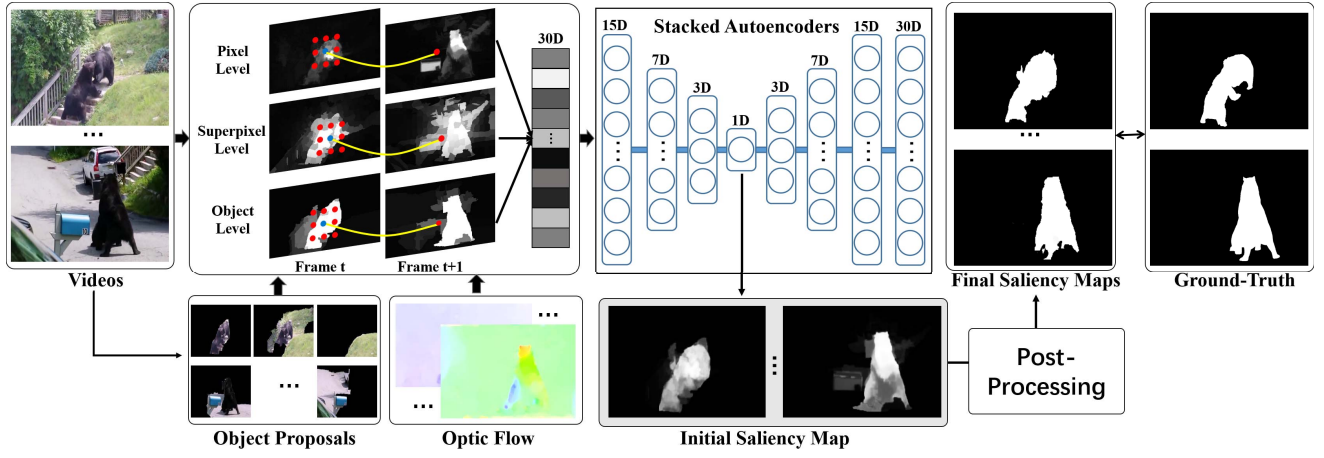 Pixel
Level
Superpixel
Level
Object
Level
Frame t
Frame t+1
30D
Videos
Object Proposals
Optic Flow
Stacked Autoencoders
15D
7D
3D
1D
3D
7D
15D
30D
Initial Saliency Map
Post-
Processing
Final Saliency Maps
Ground-Truth